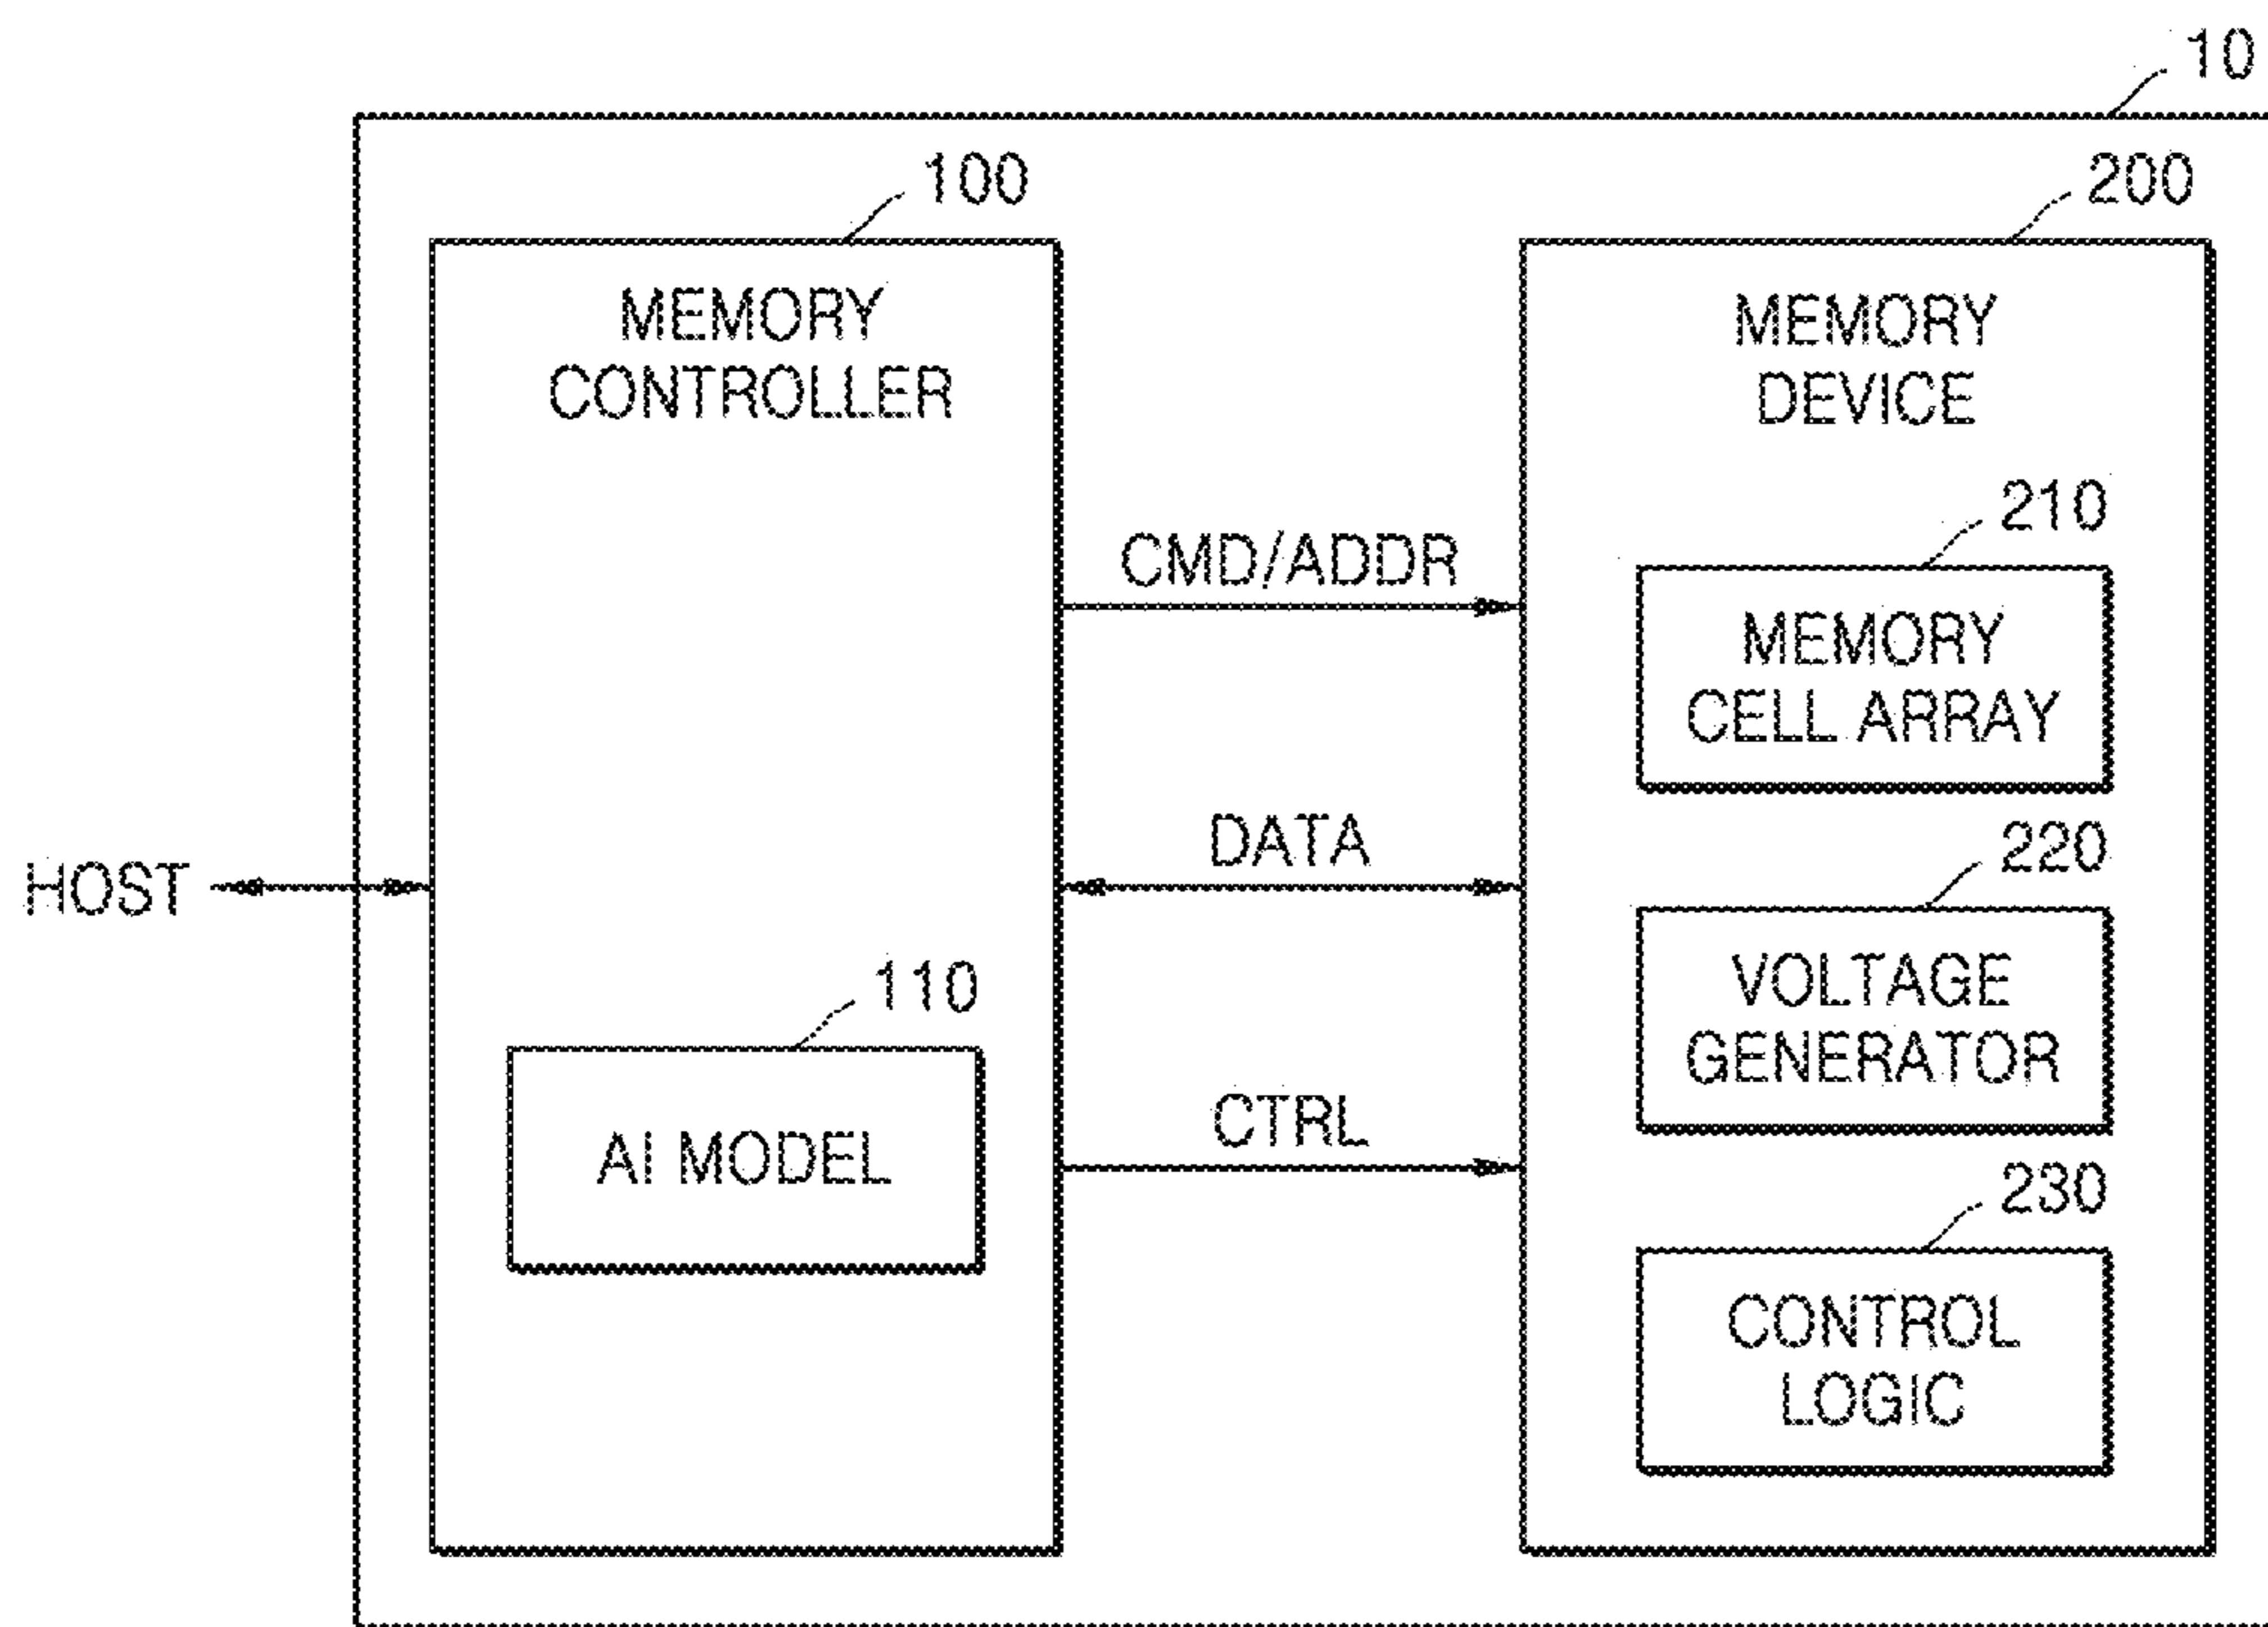 10
100
200
MEMORY
CONTROLLER
MEMORY
DEVICE
210
CMD/ADDR
MEMORY
CELL ARRAY
DATA
220
HOST
VOLTAGE
GENERATOR
110
AI MODEL
CTRL
230
CONTROL
LOGIC